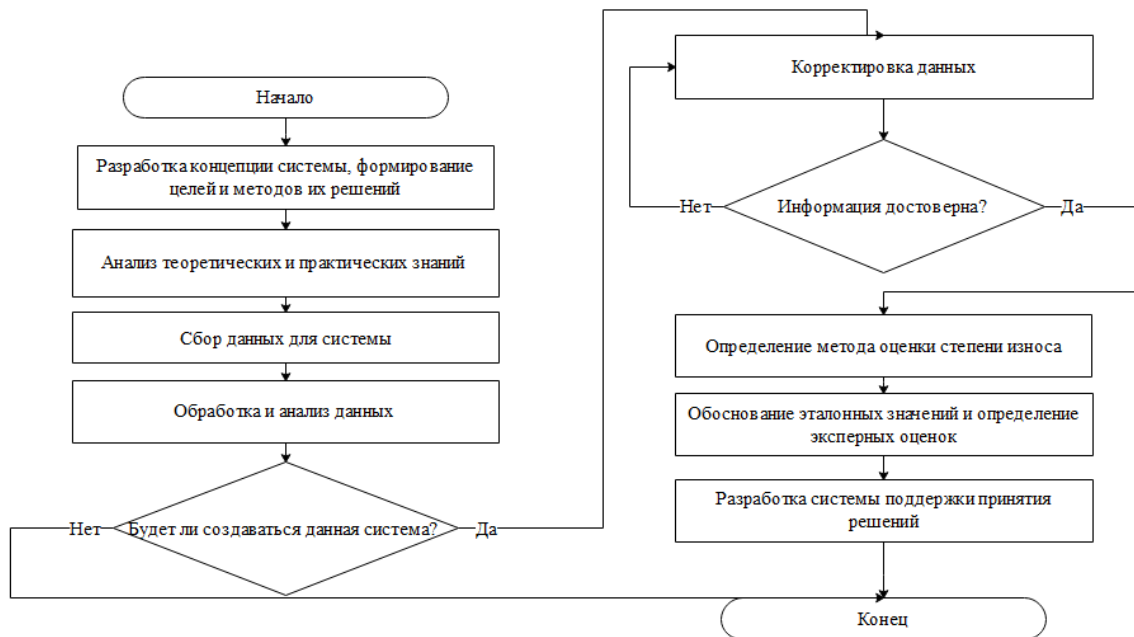 Начало
Разработка концепции системы, формирование
целей и методов их решений
Анализ теоретических и практических знаний
Сбор данных для системы
Обработка и анализ данных
Нет
Будет ли создаваться данная система?
Да
Корректировка данных
Нет
Информация достоверна?
Да
Определение метода оценки степени износа
Обоснование эталонных значений и определение
эксперных оценок
Разработка системы поддержки принятия
решений
Конец